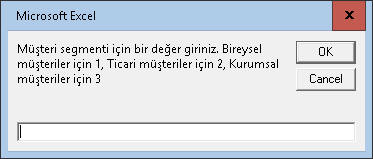 Microsoft Excel
Müşteri segmenti için bir değer giriniz. Bireysel
müşteriler için 1, Ticari müşteriler için 2, Kurumsal
müşteriler için 3
OK
Cancel